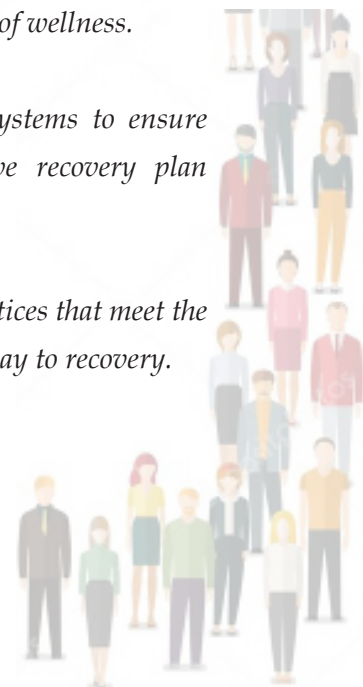 of wellness.
ystems to ensure
ve recovery plan
tices that meet the
ay to recovery.